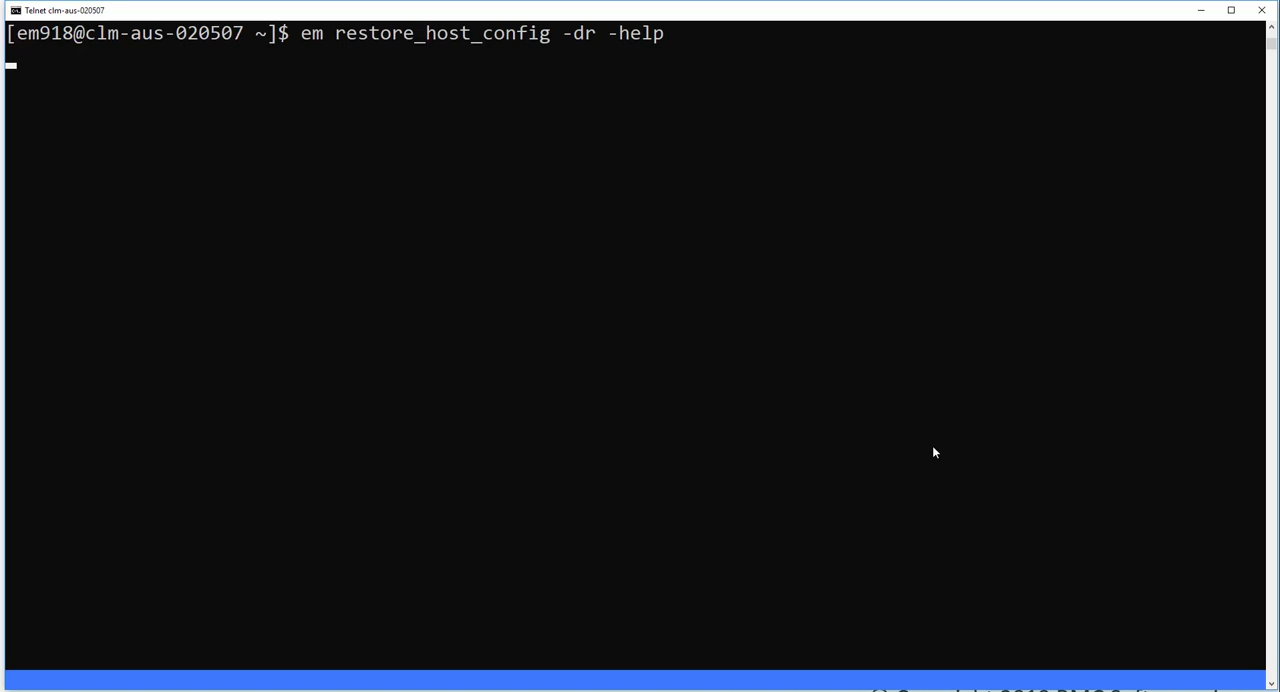 Telnet clm-aus-020507
[em918@clm-aus-020507 ~]$ em restore_host_config -dr -help